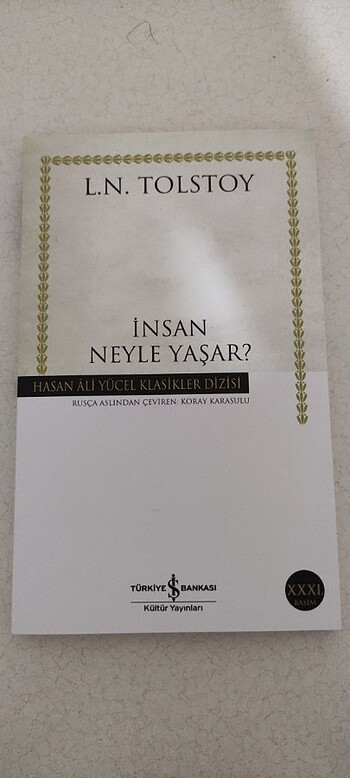 L.N. TOLSTOY
İNSAN
NEYLE YAŞAR?
HASAN ÂLİ YÜCEL KLASİKLER DİZİSİ
RUSÇA ASLINDAN ÇEVİREN: KORAY KARASULU
TÜRKİYE İŞ BANKASI
Kültür Yayınları
BASIM